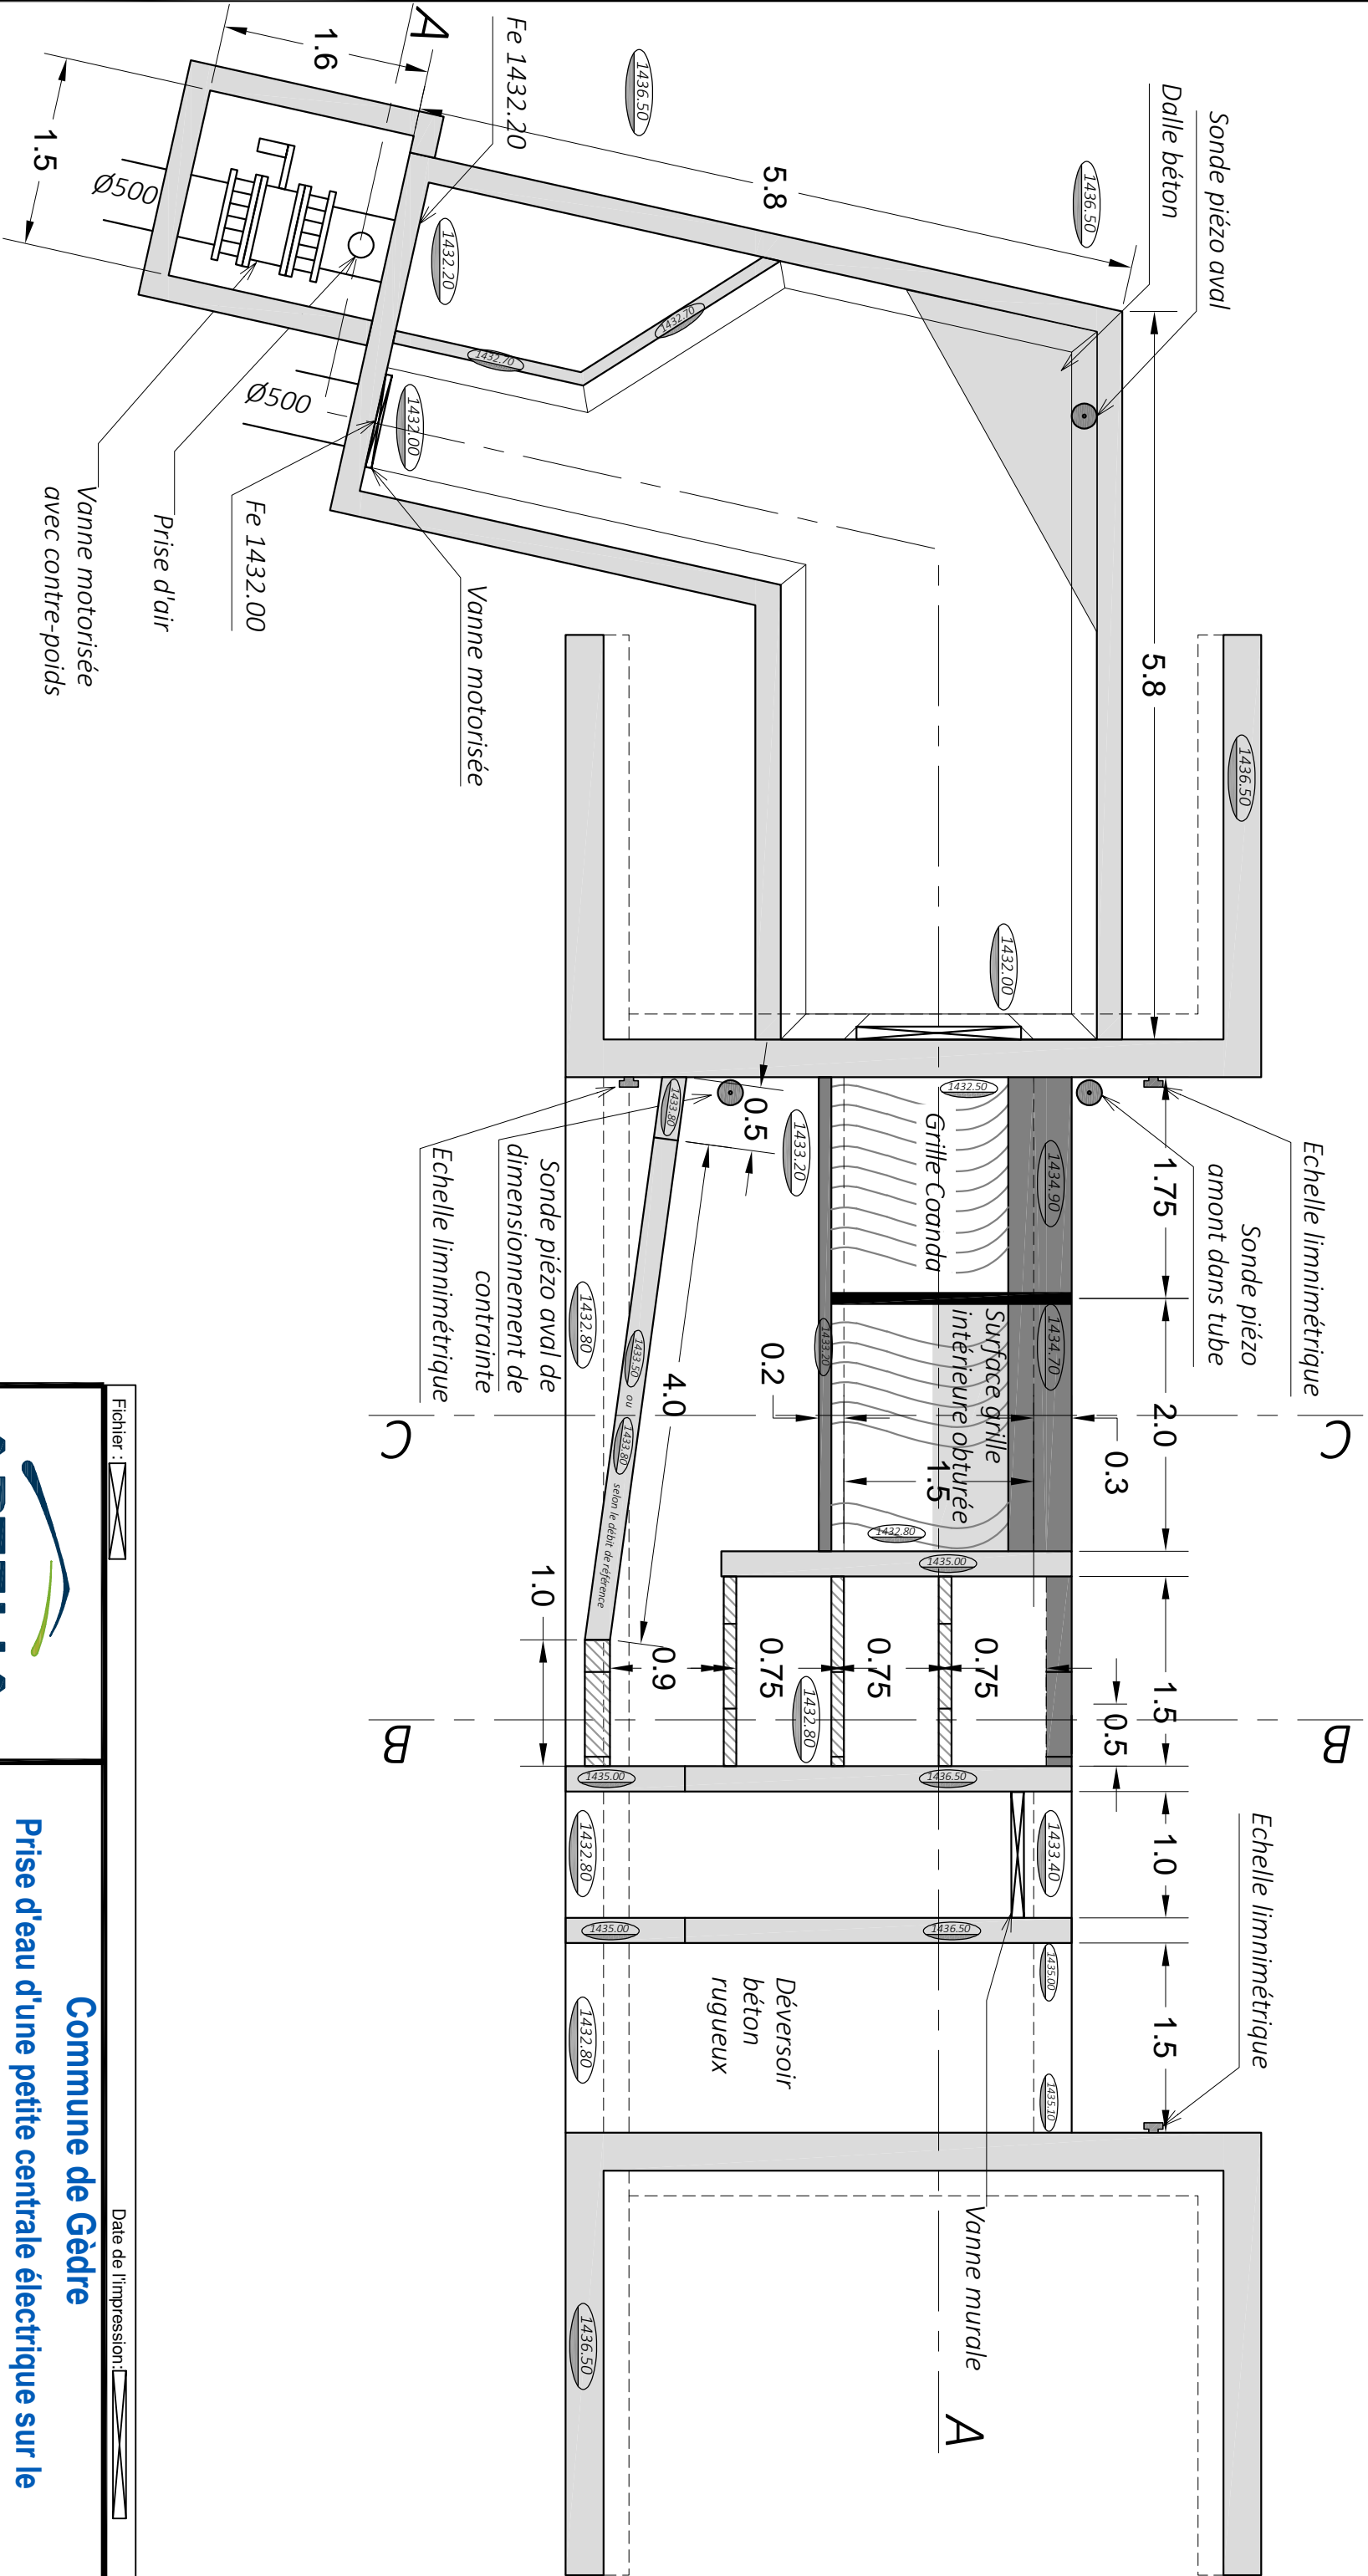 A
1.6
1.5
Fe 1432.20
1436.50
5.8
1436.50
Dalle béton
Sonde piézo aval
5.8
1436.50
Ø500
Ø500
1432.20
1432.70
1432.70
1432.00
Vanne motorisée
avec contre-poids
Prise d'air
Fe 1432.00
Vanne motorisée
1432.00
Echelle limnimétrique
Sonde piézo
amont dans tube
1.75
1434.90
1432.50
Grille Coanda
1433.20
0.5
1433.80
Sonde piézo aval de
dimensionnement de
contrainte
Echelle limnimétrique
1432.80
2.0
0.3
1434.70
Surface grille
intérieure obturée
1.5
1433.20
0.2
1432.80
4.0
1433.50 ou 1433.80 selon le débit de référence
C
C
1435.00
1.5
0.5
0.75
0.75
0.75
0.9
1.0
1432.80
B
B
1435.00
1436.50
1.0
1433.40
1432.80
1435.00
1436.50
Echelle limnimétrique
1.5
1435.00
1435.10
Déversoir
béton
rugueux
1432.80
Vanne murale
A
1436.50
Fichier :
Date de l'impression:
Commune de Gèdre
Prise d'eau d'une petite centrale électrique sur le